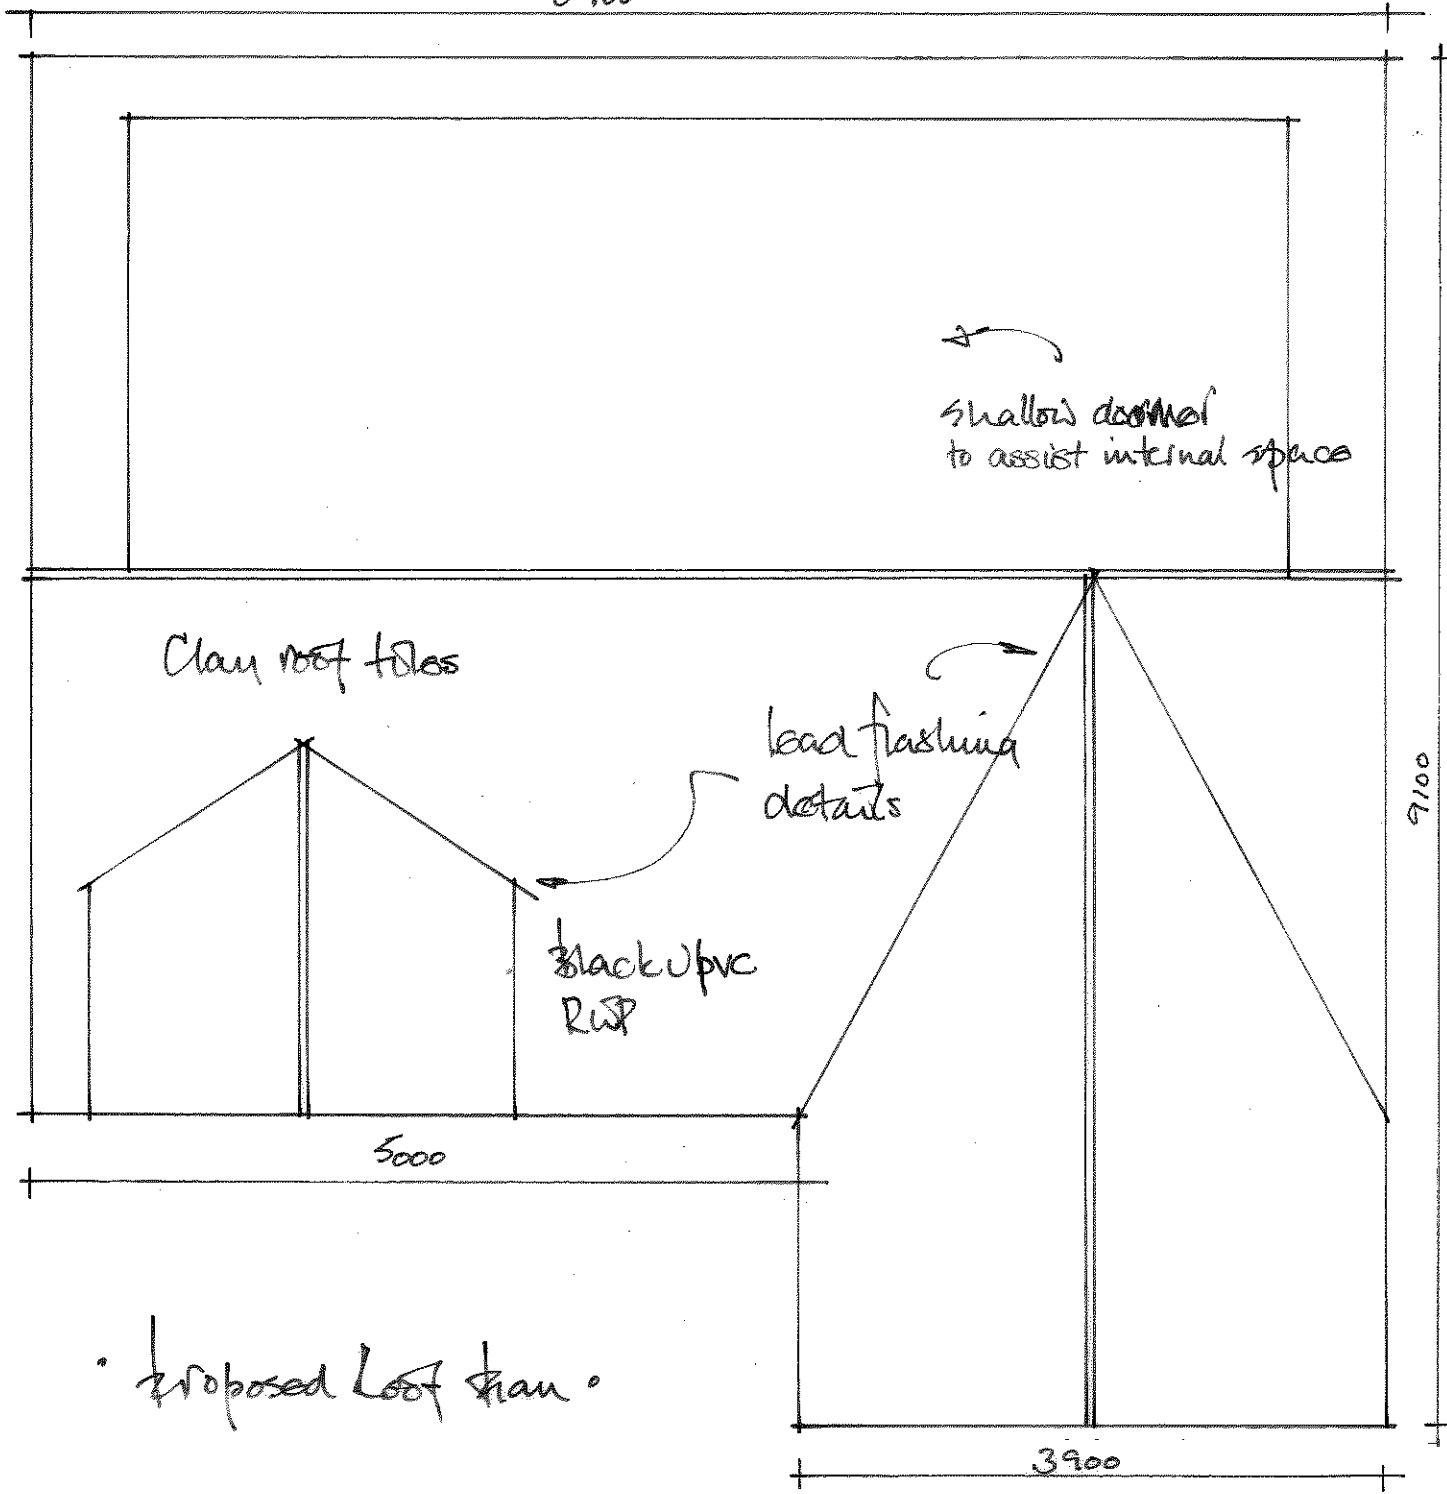 shallow dormer
to assist internal space
Clay roof tiles
lead flashing
details
9100
Black Upvc
RWP
5000
• Proposed Roof Plan •
3900